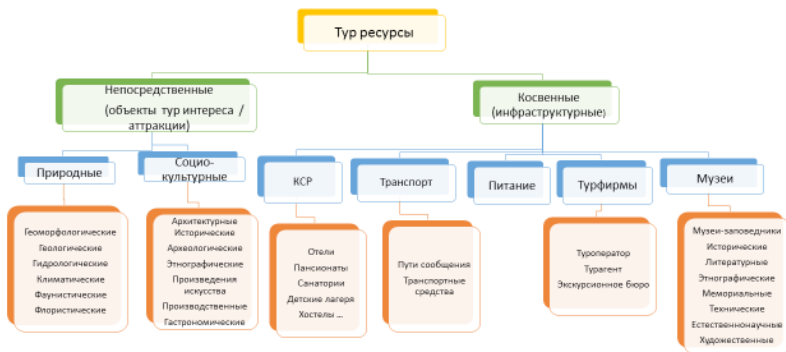 Тур ресурсы
Непосредственные
(объекты тур интереса /
аттракции)
Косвенные
(инфраструктурные)
Природные
Социо-
культурные
КСР
Транспорт
Питание
Турфирмы
Музеи
Геоморфологические
Геологические
Гидрологические
Климатические
Фаунистические
Флористические
Архитектурные
Исторические
Археологические
Этнографические
Произведения
искусства
Производственные
Гастрономические
Отели
Пансионаты
Санатории
Детские лагеря
Хостелы ...
Пути сообщения
Транспортные
средства
Туроператор
Турагент
Экскурсионное бюро
Музеи-заповедники
Исторические
Литературные
Этнографические
Мемориальные
Технические
Естественнонаучные
Художественные